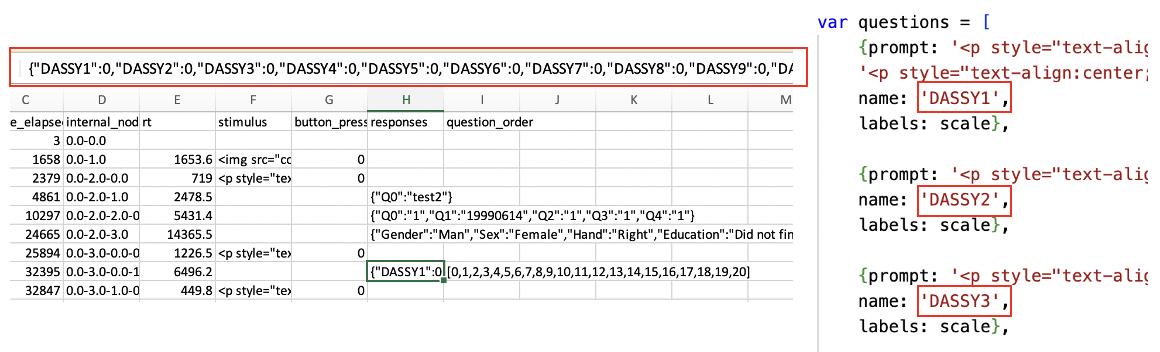 {"DASSY1":0,"DASSY2":0,"DASSY3":0,"DASSY4":0,"DASSY5":0,"DASSY6":0,"DASSY7":0,"DASSY8":0,"DASSY9":0,"DA
C D E F G H I J K L M
e_elapse internal_nod rt stimulus button_press responses question_order
3 0.0-0.0
1658 0.0-1.0 1653.6 <img src="cc 0
2379 0.0-2.0-0.0 719 <p style="tex 0
4861 0.0-2.0-1.0 2478.5 {"Q0":"test2"}
10297 0.0-2.0-2.0-0 5431.4 {"Q0":"1","Q1":"19990614","Q2":"1","Q3":"1","Q4":"1"}
24665 0.0-2.0-3.0 14365.5 {"Gender":"Man","Sex":"Female","Hand":"Right","Education":"Did not fin
25894 0.0-3.0-0.0-0 1226.5 <p style="tex 0
32395 0.0-3.0-0.0-1 6496.2 {"DASSY1":0 [0,1,2,3,4,5,6,7,8,9,10,11,12,13,14,15,16,17,18,19,20]
32847 0.0-3.0-1.0-0 449.8 <p style="tex 0
var questions = [
{prompt: '<p style="text-alig
'<p style="text-align:center;
name: 'DASSY1',
labels: scale},
{prompt: '<p style="text-alig
name: 'DASSY2',
labels: scale},
{prompt: '<p style="text-alig
name: 'DASSY3',
labels: scale},